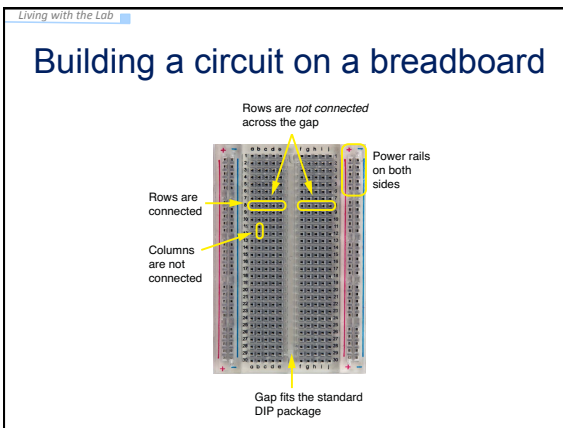 Living with the Lab
Building a circuit on a breadboard
Rows are not connected
across the gap
Power rails
on both
sides
Rows are
connected
Columns
are not
connected
+ − a b c d e f g h i j + −
+ − a b c d e f g h i j + −
Gap fits the standard
DIP package